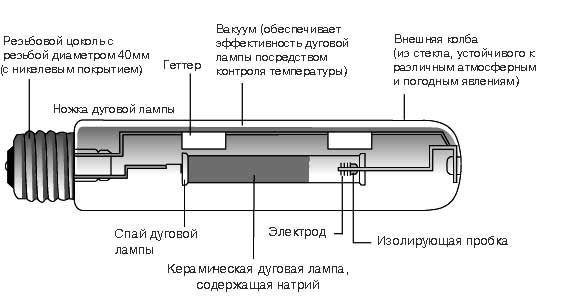 Резьбовой цоколь с
резьбой диаметром 40мм
(с никелевым покрытием)
Геттер
Вакуум (обеспечивает
эффективность дуговой
лампы посредством
контроля температуры)
Внешняя колба
(из стекла, устойчивого к
различным атмосферным
и погодным явлениям)
Ножка дуговой лампы
Спай дуговой
лампы
Электрод
Изолирующая пробка
Керамическая дуговая лампа,
содержащая натрий